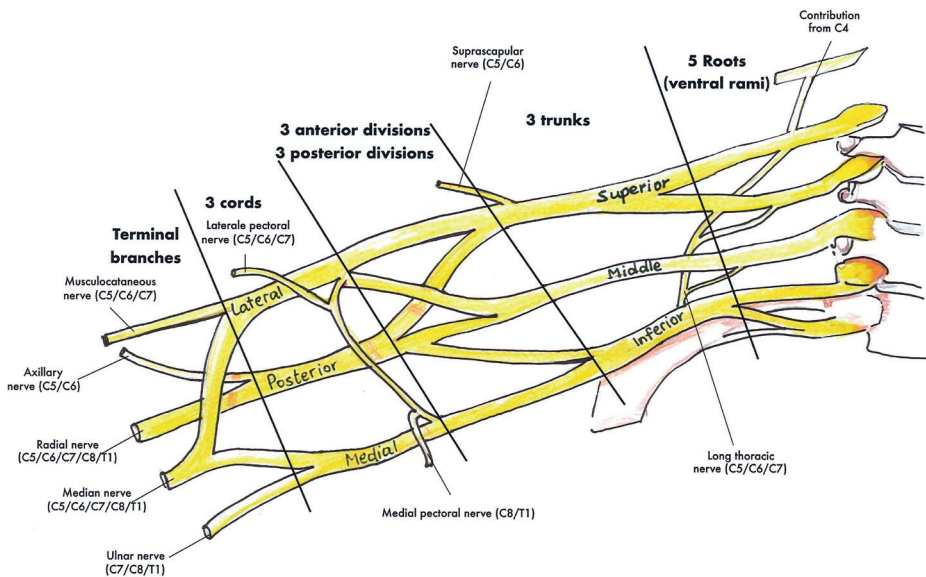 Contribution
from C4
Suprascapular
nerve (C5/C6)
5 Roots
(ventral rami)
3 trunks
3 anterior divisions
3 posterior divisions
3 cords
Laterale pectoral
nerve (C5/C6/C7)
Terminal
branches
Musculocataneous
nerve (C5/C6/C7)
Superior
Middle
Inferior
Lateral
Posterior
Medial
Axillary
nerve (C5/C6)
Radial nerve
(C5/C6/C7/C8/T1)
Median nerve
(C5/C6/C7/C8/T1)
Ulnar nerve
(C7/C8/T1)
Medial pectoral nerve (C8/T1)
Long thoracic
nerve (C5/C6/C7)